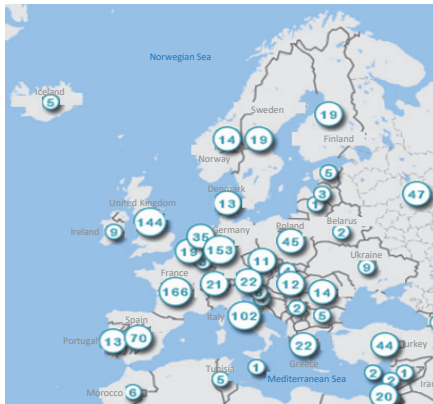 Norwegian Sea
Iceland
5
Sweden
19
14
19
Finland
Norway
5
Denmark
3
47
13
1
United Kingdom
144
Belarus
Ireland
9
35
Germany
Poland
2
45
19
153
11
Ukraine
9
France
166
21
22
12
14
2
Italy
102
5
Spain
Portugal
13
70
22
44
Turkey
Greece
Tunisia
1
2
1
5
Mediterranean Sea
2
Iran
Morocco
6
20